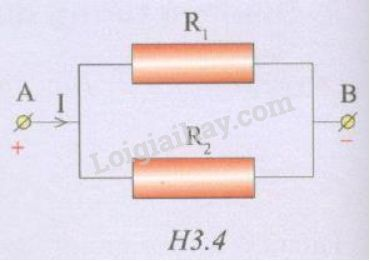 R₁
A I B
+ −
Loigiaihay.com
R₂
H3.4